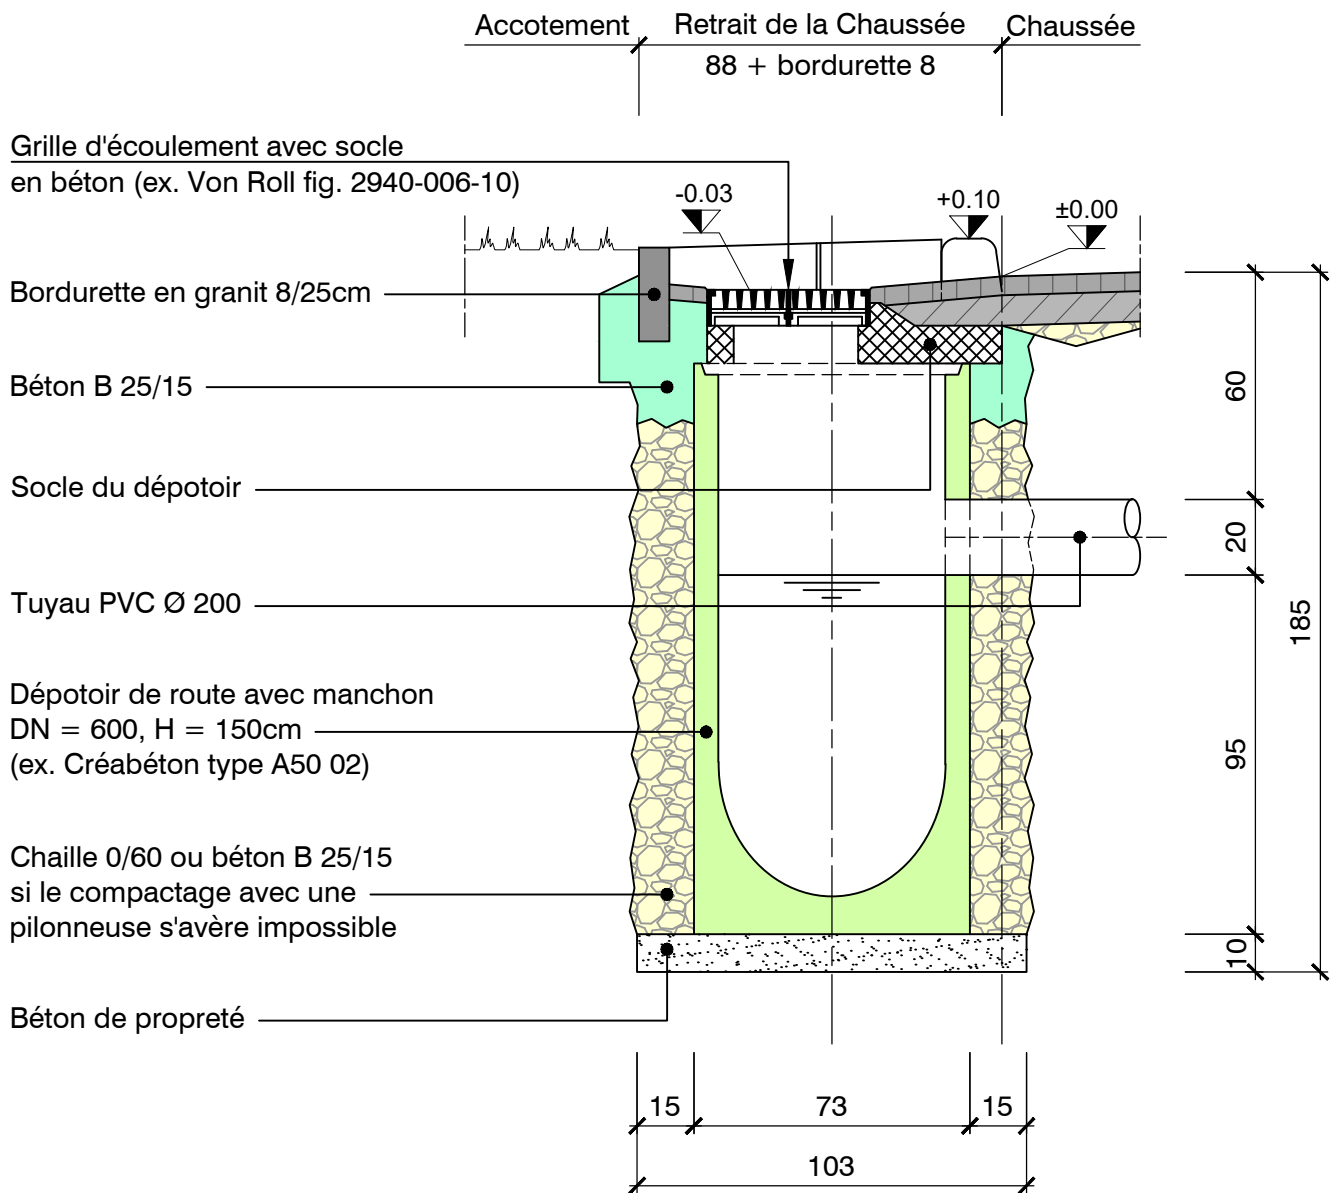 Accotement
Retrait de la Chaussée
Chaussée
88 + bordurette 8
Grille d'écoulement avec socle
en béton (ex. Von Roll fig. 2940-006-10)
-0.03
+0.10
±0.00
Bordurette en granit 8/25cm
Béton B 25/15
60
Socle du dépotoir
20
Tuyau PVC Ø 200
185
Dépotoir de route avec manchon
DN = 600, H = 150cm
(ex. Créabéton type A50 02)
95
Chaille 0/60 ou béton B 25/15
si le compactage avec une
pilonneuse s'avère impossible
10
Béton de propreté
15
73
15
103